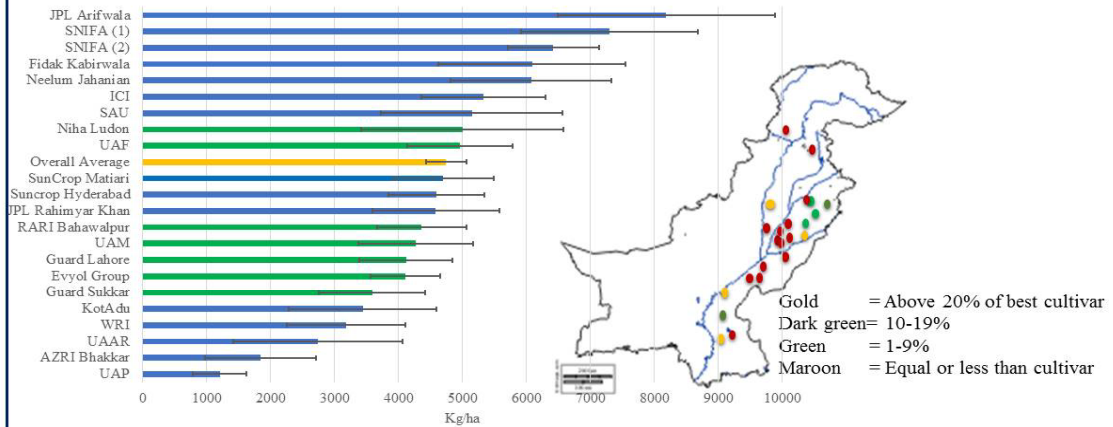 JPL Arifwala
SNIFA (1)
SNIFA (2)
Fidak Kabirwala
Neelum Jahanian
ICI
SAU
Niha Ludon
UAF
Overall Average
SunCrop Matiari
Suncrop Hyderabad
JPL Rahimyar Khan
RARI Bahawalpur
UAM
Guard Lahore
Evyol Group
Guard Sukkar
KotAdu
WRI
UAAR
AZRI Bhakkar
UAP
0 1000 2000 3000 4000 5000 6000 7000 8000 9000 10000
Kg/ha
Gold = Above 20% of best cultivar
Dark green= 10-19%
Green = 1-9%
Maroon = Equal or less than cultivar